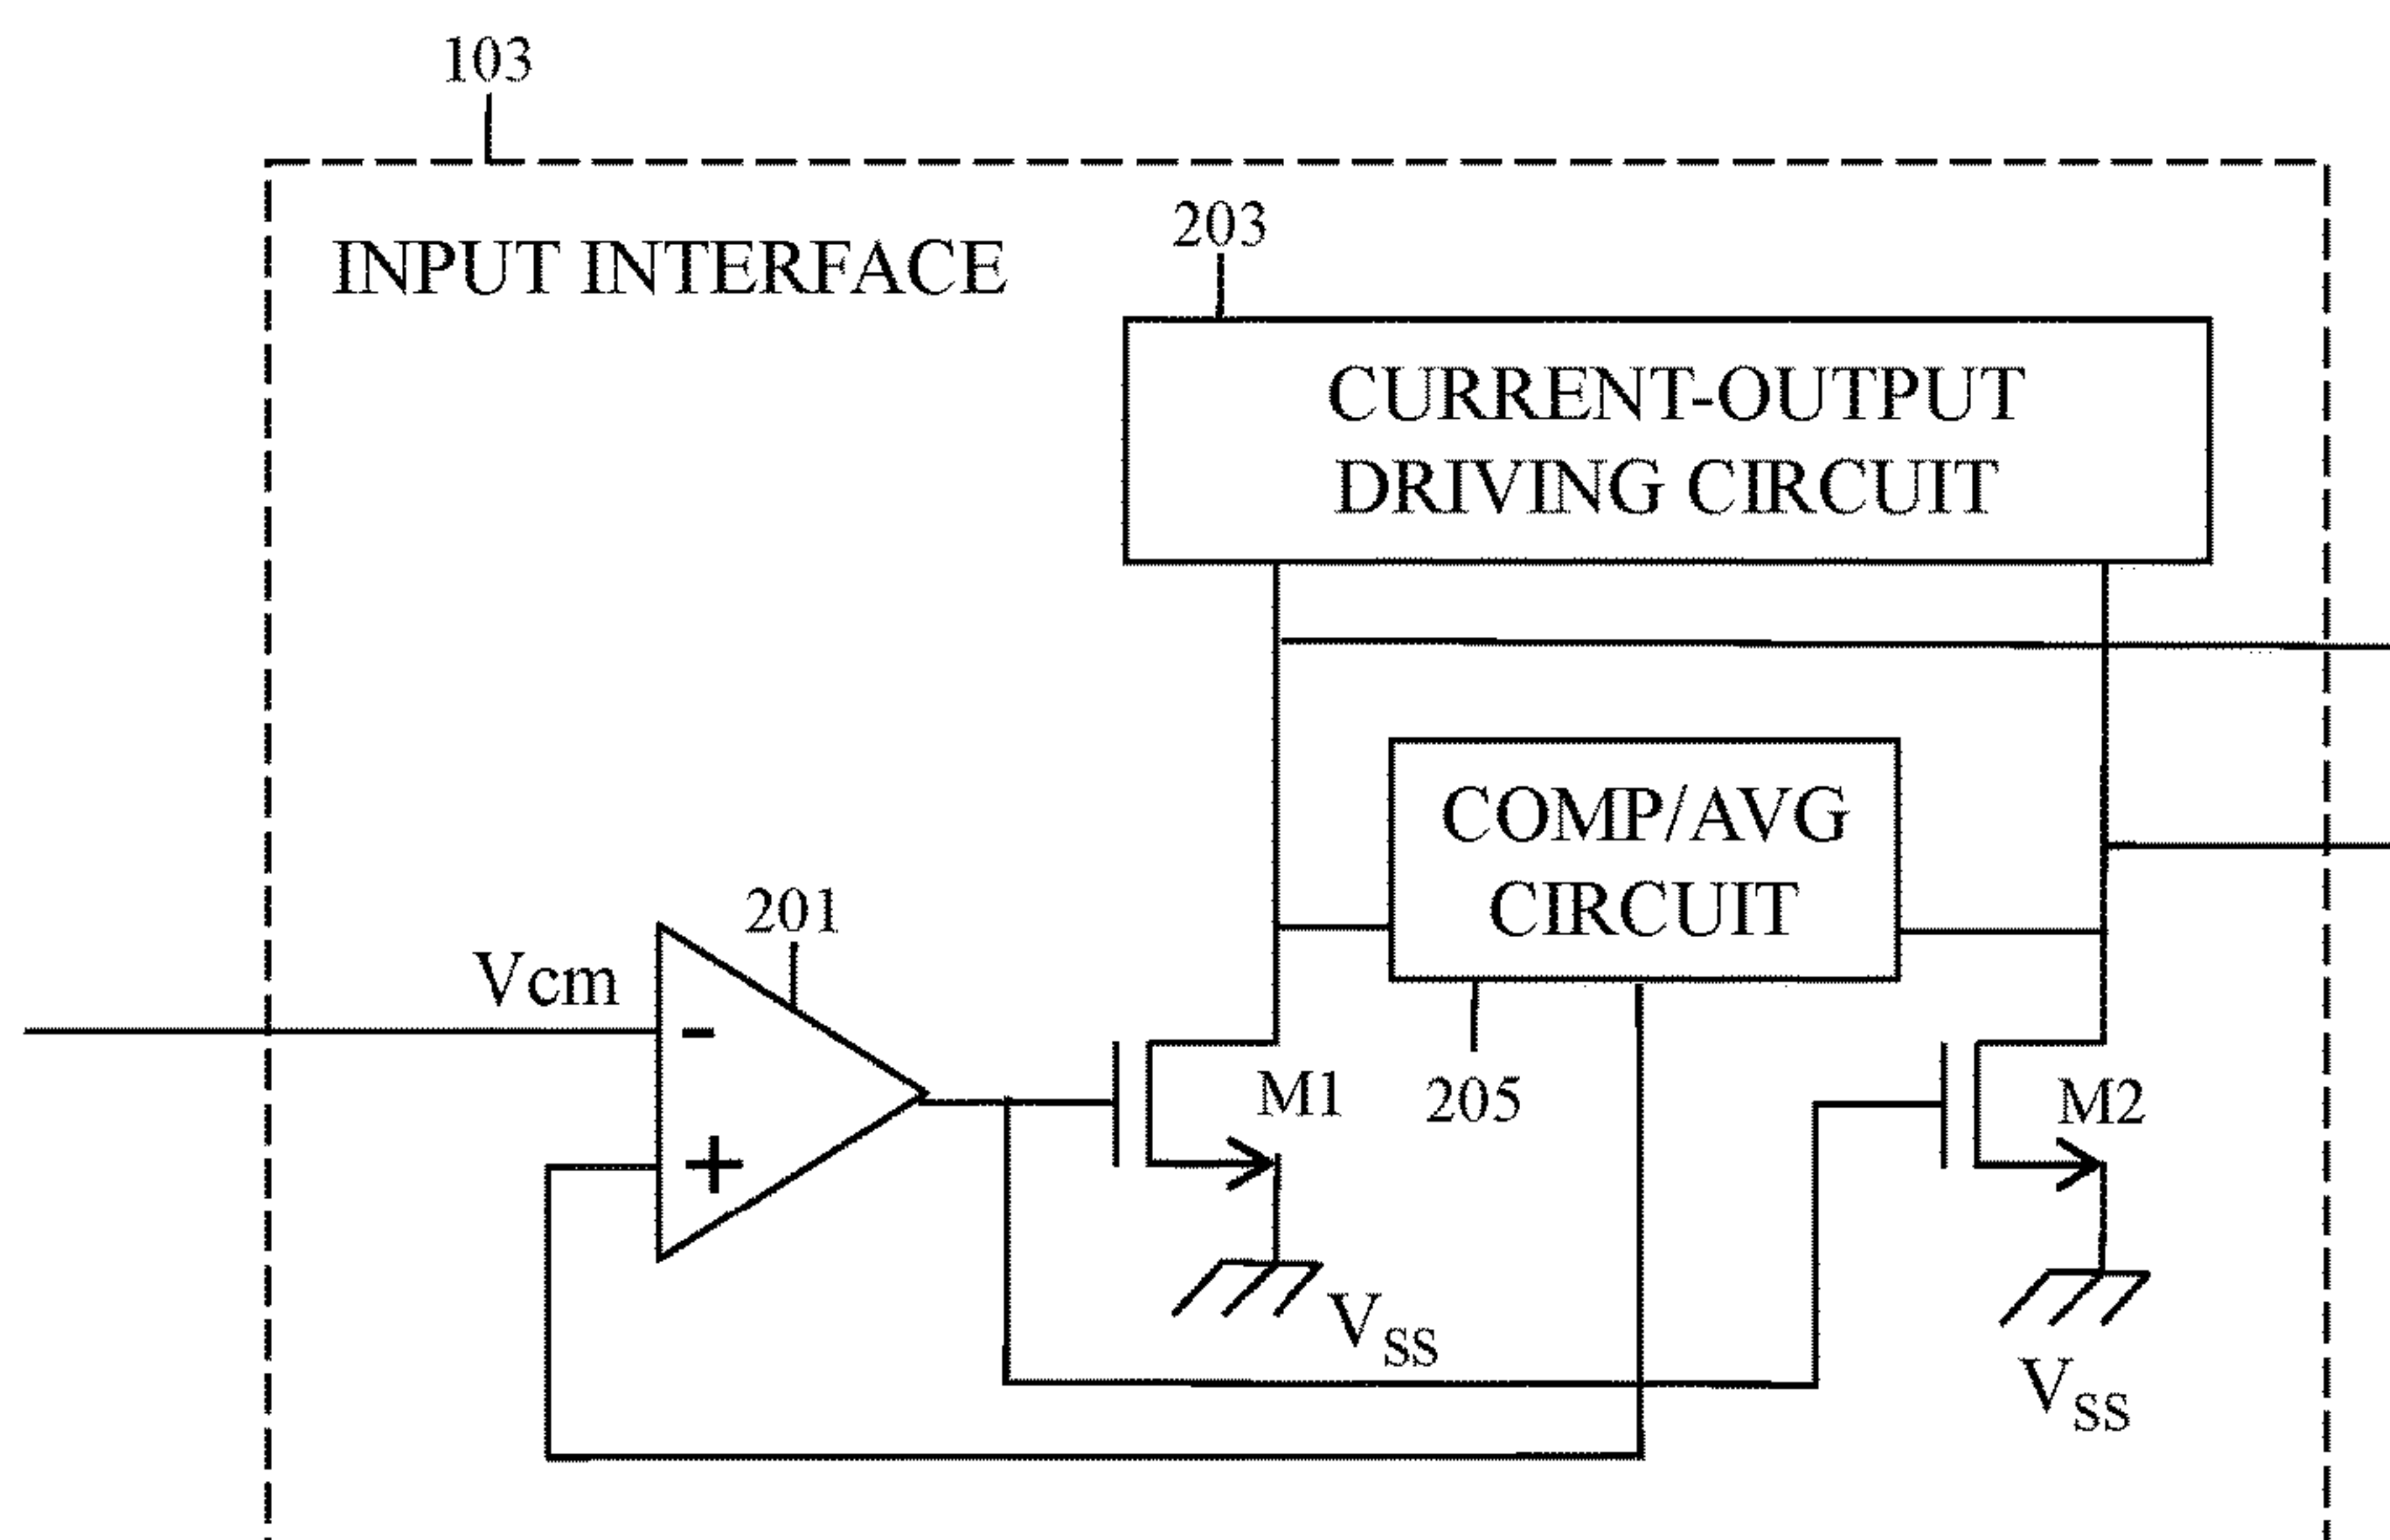 103
INPUT INTERFACE
203
CURRENT-OUTPUT
DRIVING CIRCUIT
COMP/AVG
CIRCUIT
201
Vcm
-
+
M1
205
M2
VSS
VSS